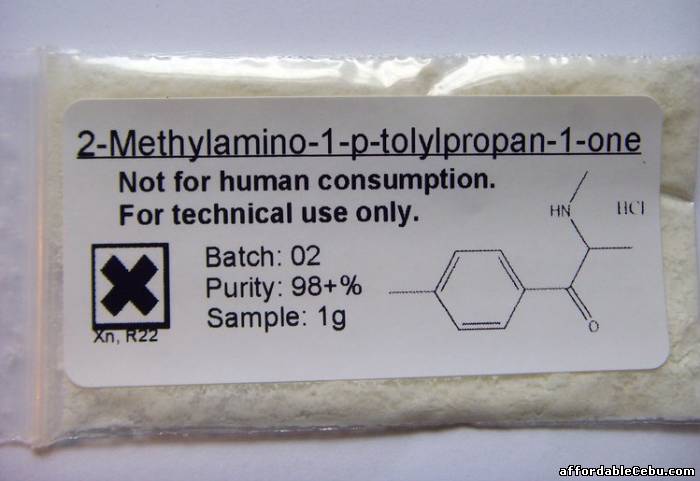 2-Methylamino-1-p-tolylpropan-1-one
Not for human consumption.
For technical use only.
HN
HCl
Batch: 02
Purity: 98+%
Sample: 1g
O
Xn, R22
affordableCebu.com